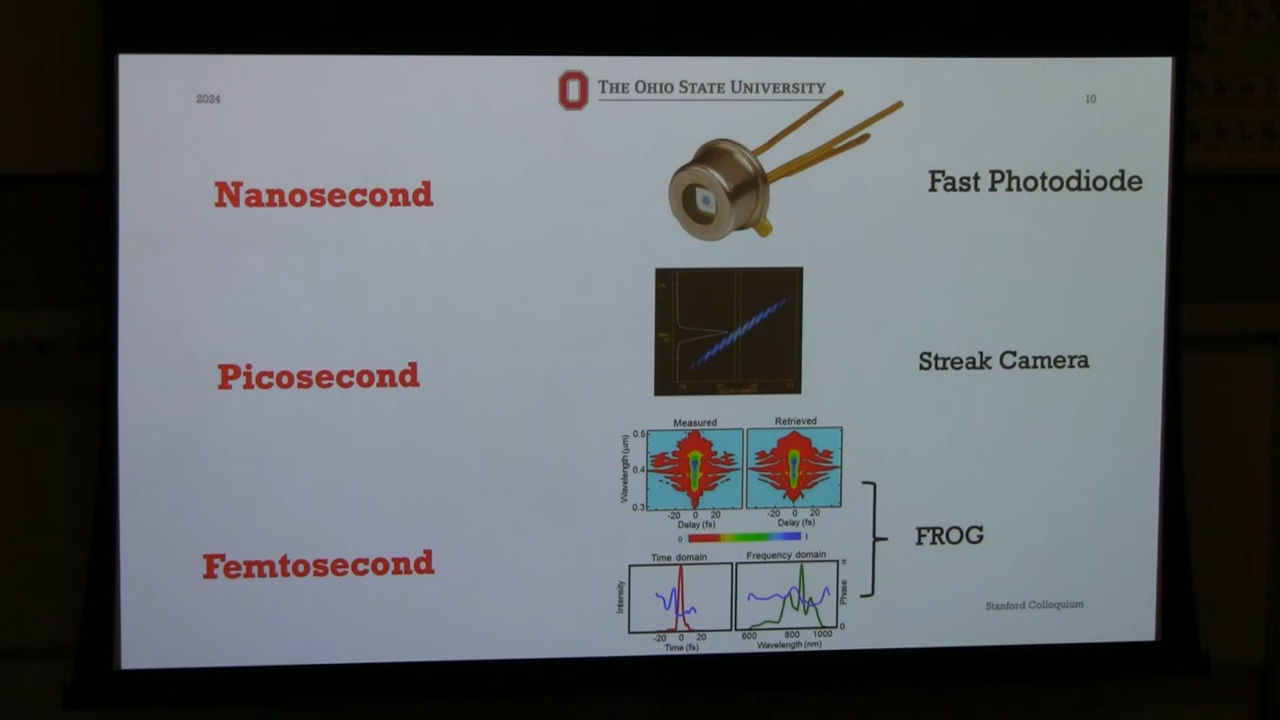 2024
THE OHIO STATE UNIVERSITY
10
Nanosecond
Fast Photodiode
Picosecond
Streak Camera
Femtosecond
Measured
Retrieved
Wavelength (μm)
0.5
0.4
0.3
-20 0 20
Delay (fs)
-20 0 20
Delay (fs)
0
1
FROG
Time domain
Frequency domain
Intensity
Phase
0
-20 0 20
Time (fs)
600 800 1000
Wavelength (nm)
Stanford Colloquium